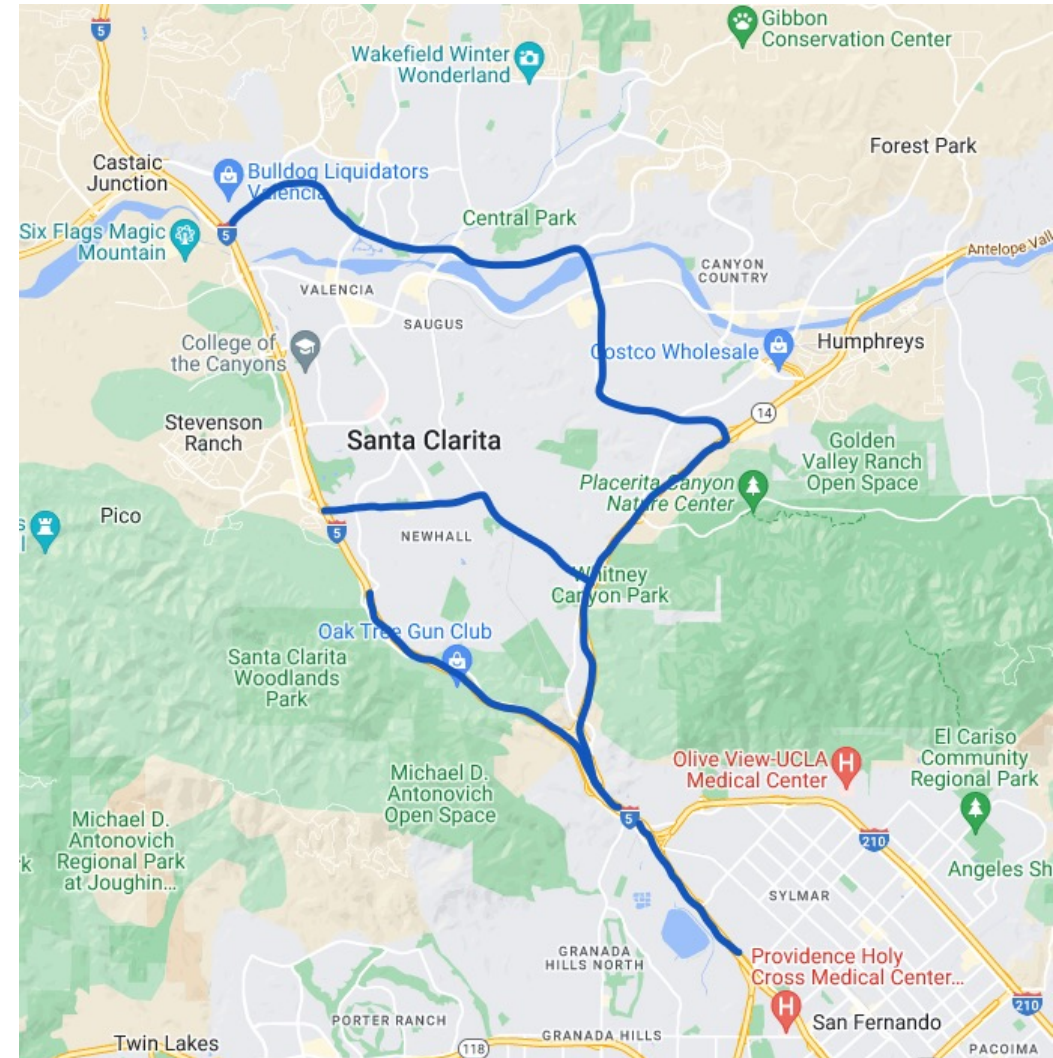 5
Gibbon
Conservation Center
Wakefield Winter
Wonderland
Forest Park
Castaic
Junction
Bulldog Liquidators
Valencia
Central Park
Six Flags Magic
Mountain
5
Antelope Vall
CANYON
COUNTRY
VALENCIA
SAUGUS
College of
the Canyons
Costco Wholesale
Humphreys
14
Stevenson
Ranch
Santa Clarita
Golden
Valley Ranch
Open Space
Placerita Canyon
Nature Center
Pico
5
NEWHALL
Whitney
Canyon Park
Oak Tree Gun Club
Santa Clarita
Woodlands
Park
El Cariso
Community
Regional Park
Olive View-UCLA
Medical Center
H
Michael D.
Antonovich
Open Space
5
Michael D.
Antonovich
Regional Park
at Joughin...
k
210
Angeles Sh
SYLMAR
GRANADA
HILLS NORTH
Providence Holy
Cross Medical Center...
H
210
PORTER RANCH
San Fernando
Twin Lakes
118
GRANADA HILLS
PACOIMA